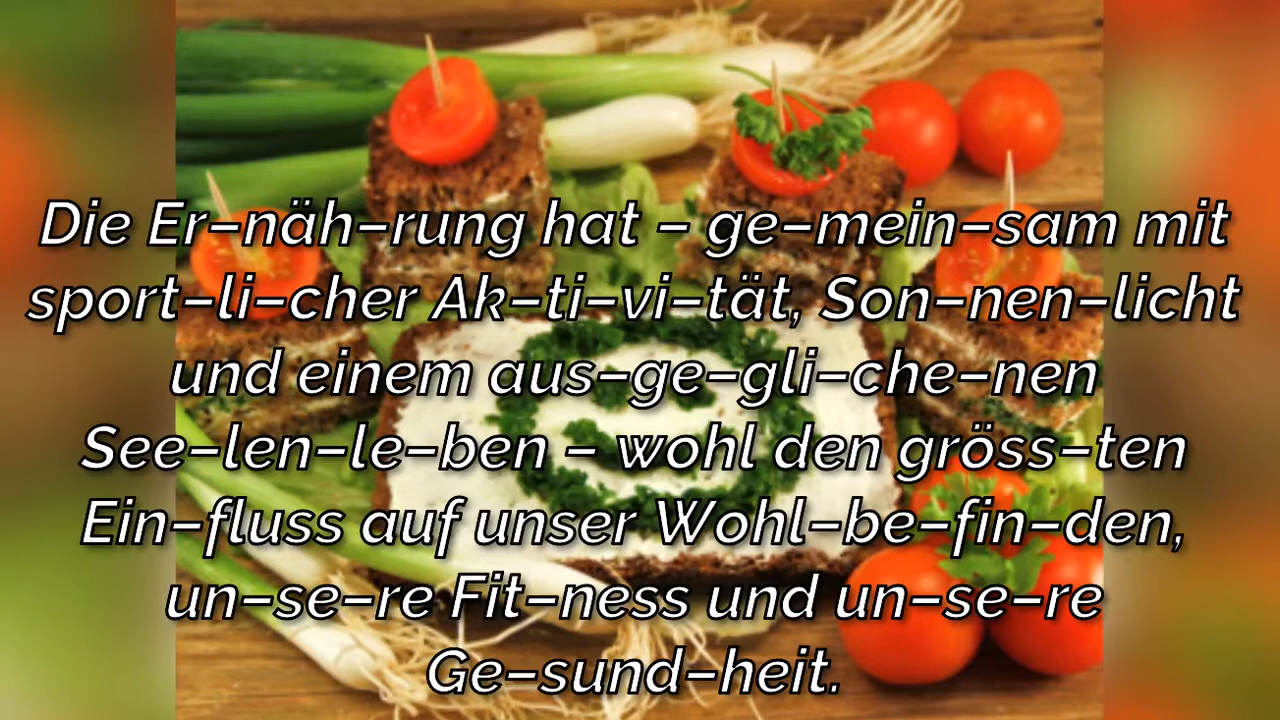 Die Er–näh–rung hat – ge–mein–sam mit
sport–li–cher Ak–ti–vi–tät, Son–nen–licht
und einem aus–ge–gli–che–nen
See–len–le–ben – wohl den gröss–ten
Ein–fluss auf unser Wohl–be–fin–den,
un–se–re Fit–ness und un–se–re
Ge–sund–heit.